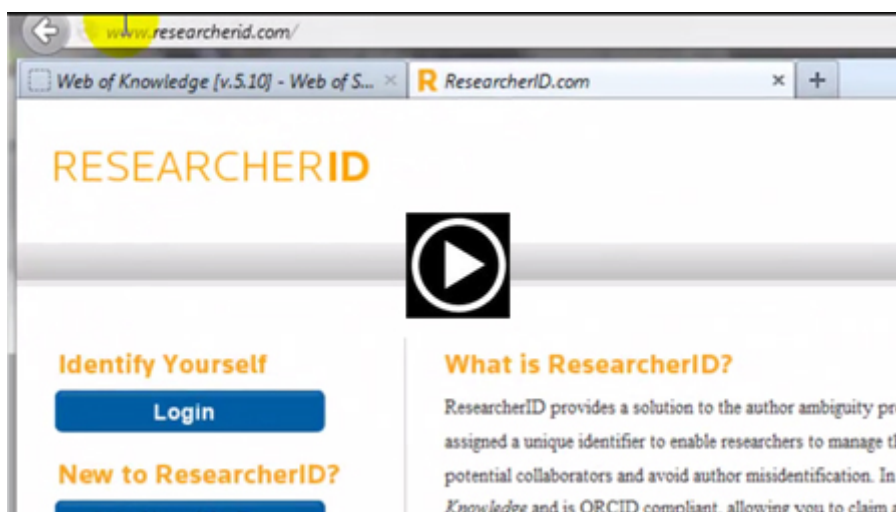 www.researcherid.com/
Web of Knowledge [v.5.10] - Web of S...
R ResearcherID.com
RESEARCHERID
Identify Yourself
Login
New to ResearcherID?
What is ResearcherID?
ResearcherID provides a solution to the author ambiguity
assigned a unique identifier to enable researchers to manage
potential collaborators and avoid author misidentification. In
Knowledge and is ORCID compliant, allowing you to claim